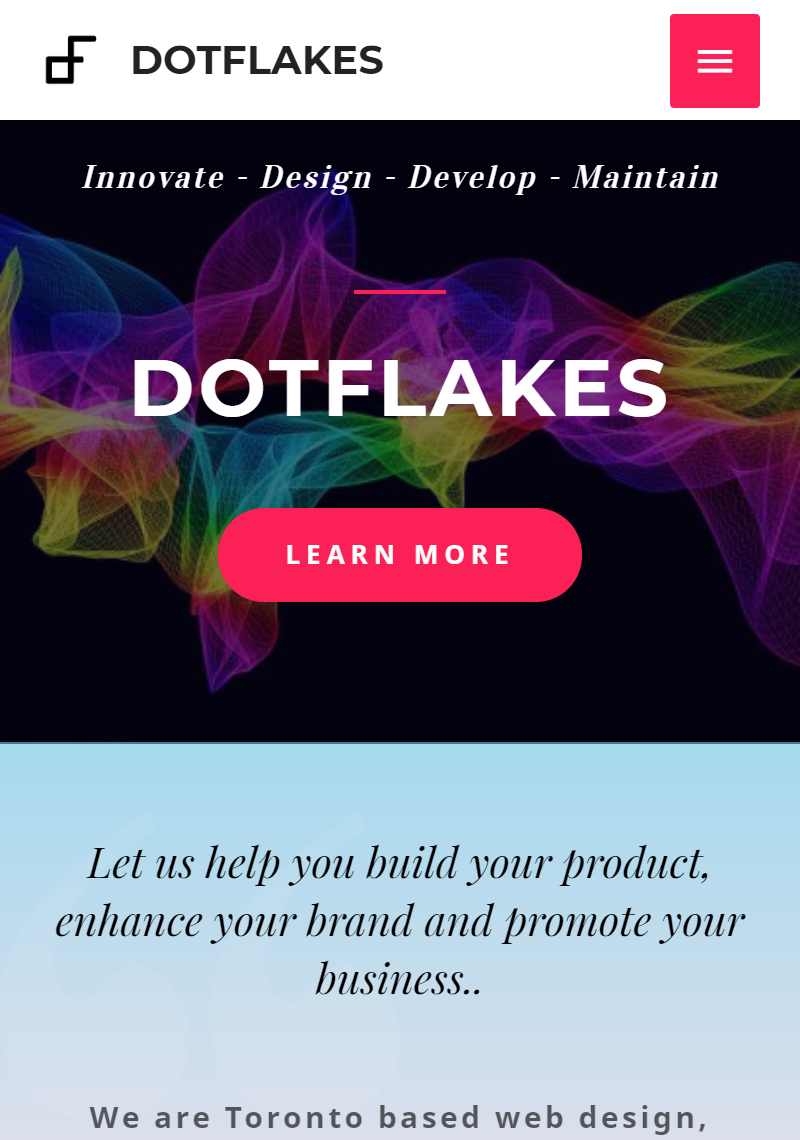 DOTFLAKES
Innovate - Design - Develop - Maintain
DOTFLAKES
LEARN MORE
Let us help you build your product,
enhance your brand and promote your
business..
We are Toronto based web design,